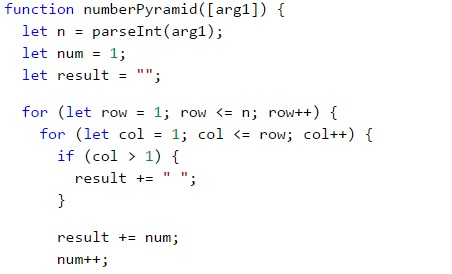 function numberPyramid([arg1]) {
  let n = parseInt(arg1);
  let num = 1;
  let result = "";

  for (let row = 1; row <= n; row++) {
    for (let col = 1; col <= row; col++) {
      if (col > 1) {
        result += " ";
      }

      result += num;
      num++;